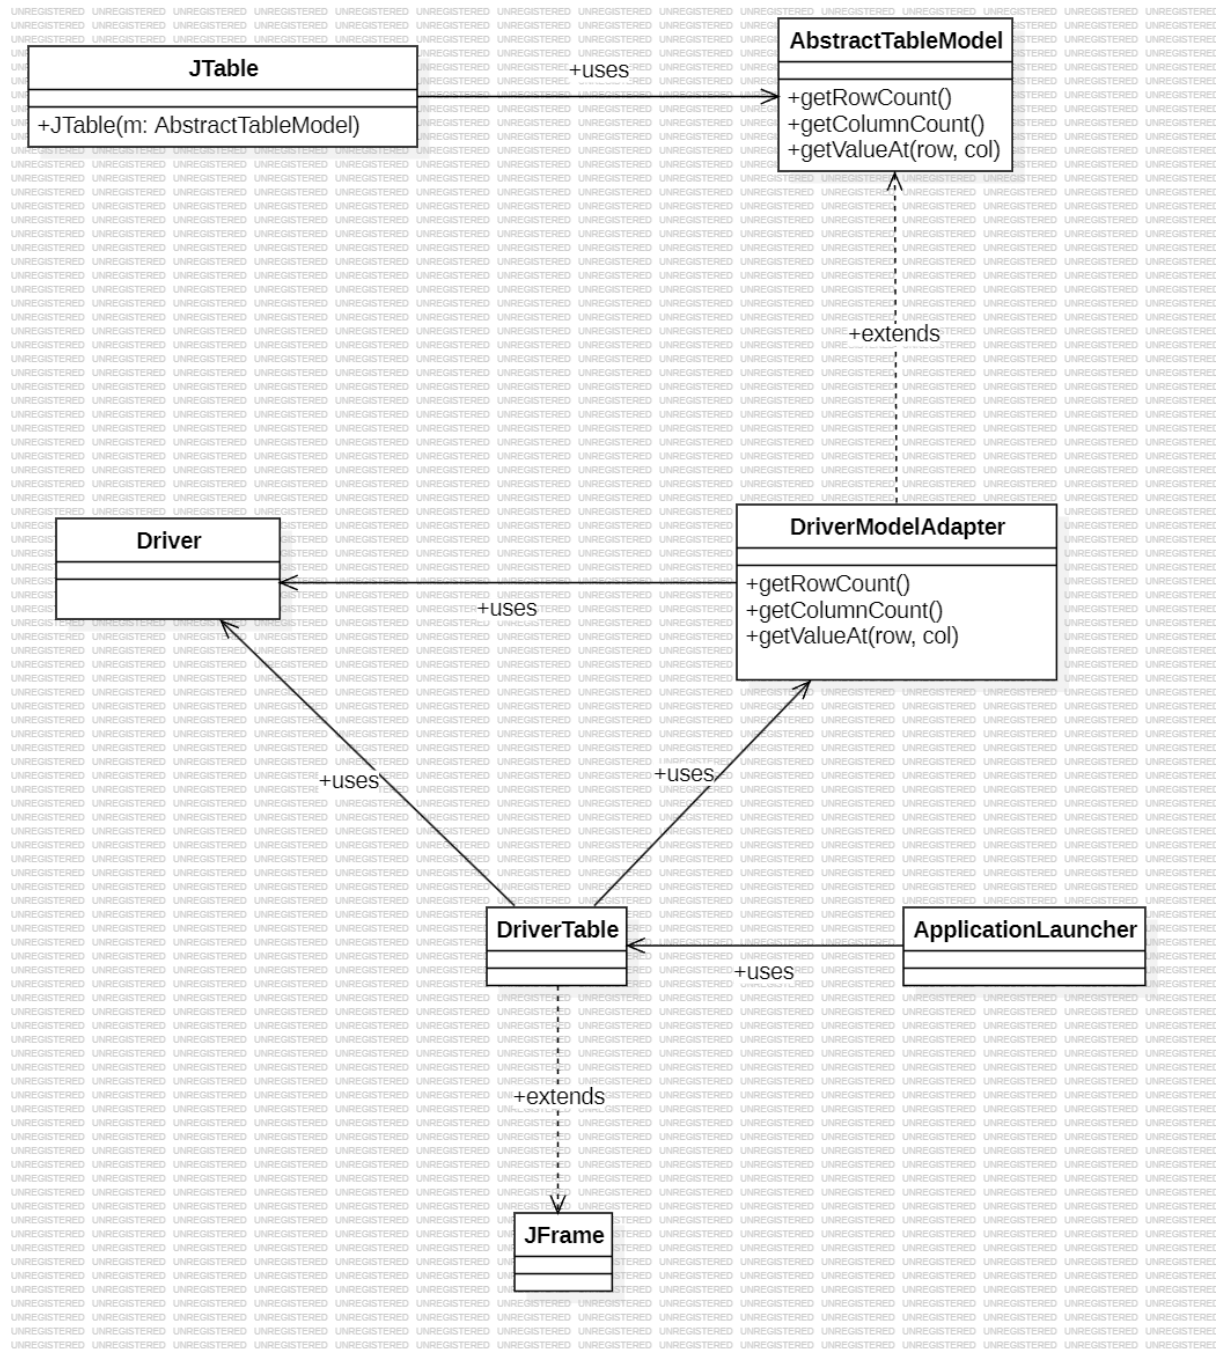 JTable
+JTable(m: AbstractTableModel)
+uses
AbstractTableModel
+getRowCount()
+getColumnCount()
+getValueAt(row, col)
+extends
Driver
+uses
DriverModelAdapter
+getRowCount()
+getColumnCount()
+getValueAt(row, col)
+uses
+uses
DriverTable
+uses
ApplicationLauncher
+extends
JFrame
UNREGISTERED